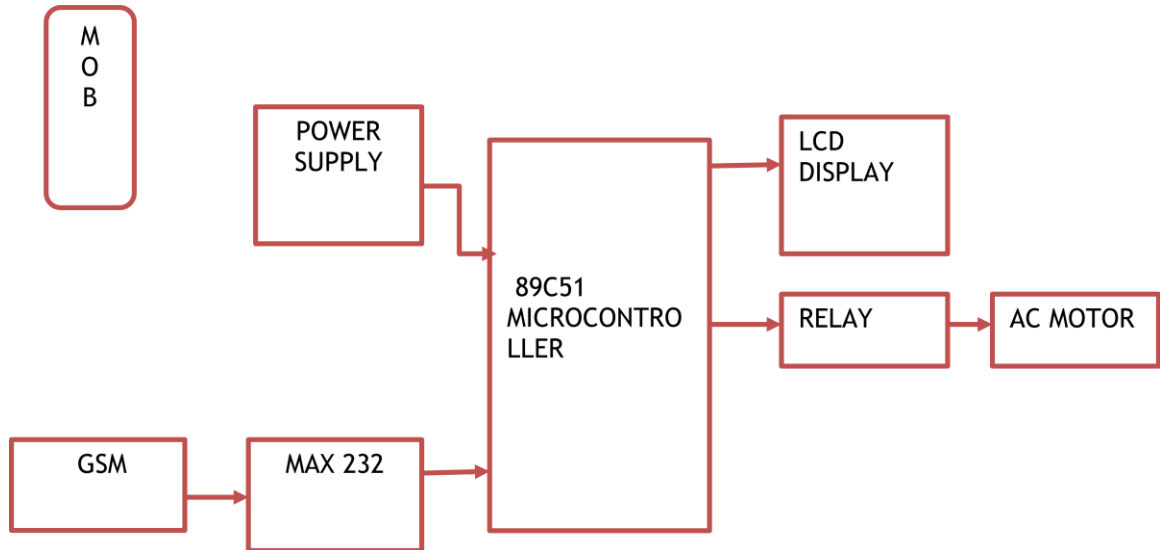 M
O
B
POWER
SUPPLY
LCD
DISPLAY
89C51
MICROCONTRO
LLER
RELAY
AC MOTOR
GSM
MAX 232